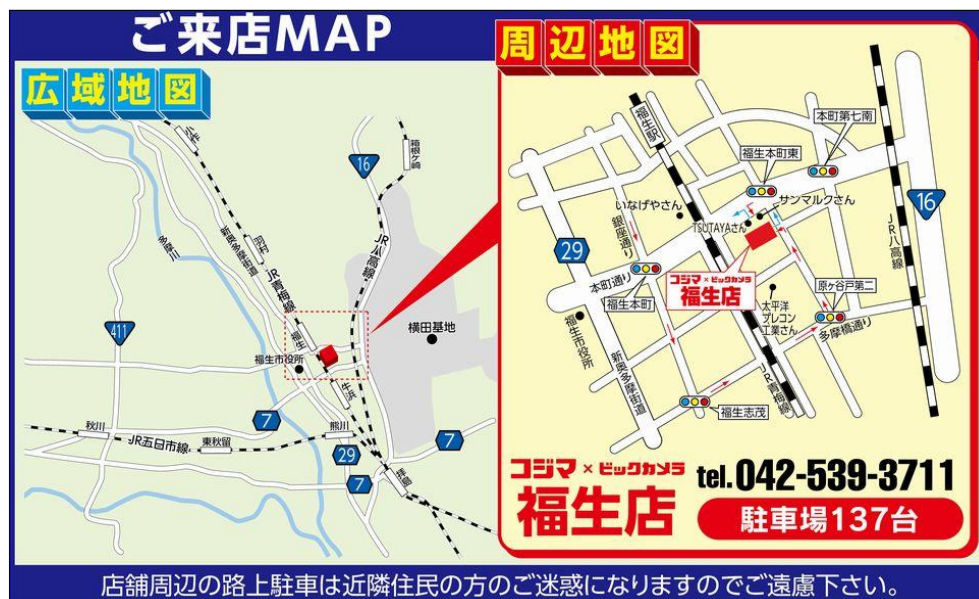 ご来店MAP
広域地図
小作
箱根ヶ崎
16
羽村
多摩川
新奥多摩街道
JR青梅線
JR八高線
411
福生
横田基地
福生市役所
牛浜
7
秋川
JR五日市線
東秋留
熊川
7
29
7
拝島
周辺地図
福生駅
本町第七南
福生本町東
いなげやさん
サンマルクさん
TSUTAYAさん
銀座通り
16
JR八高線
29
本町通り
福生本町
コジマ×ビックカメラ
福生店
原ヶ谷戸第二
太平洋
プレコン
工業さん
多摩橋通り
福生市役所
新奥多摩街道
JR青梅線
福生志茂
コジマ×ビックカメラ
福生店
tel.042-539-3711
駐車場137台
店舗周辺の路上駐車は近隣住民の方のご迷惑になりますのでご遠慮下さい。